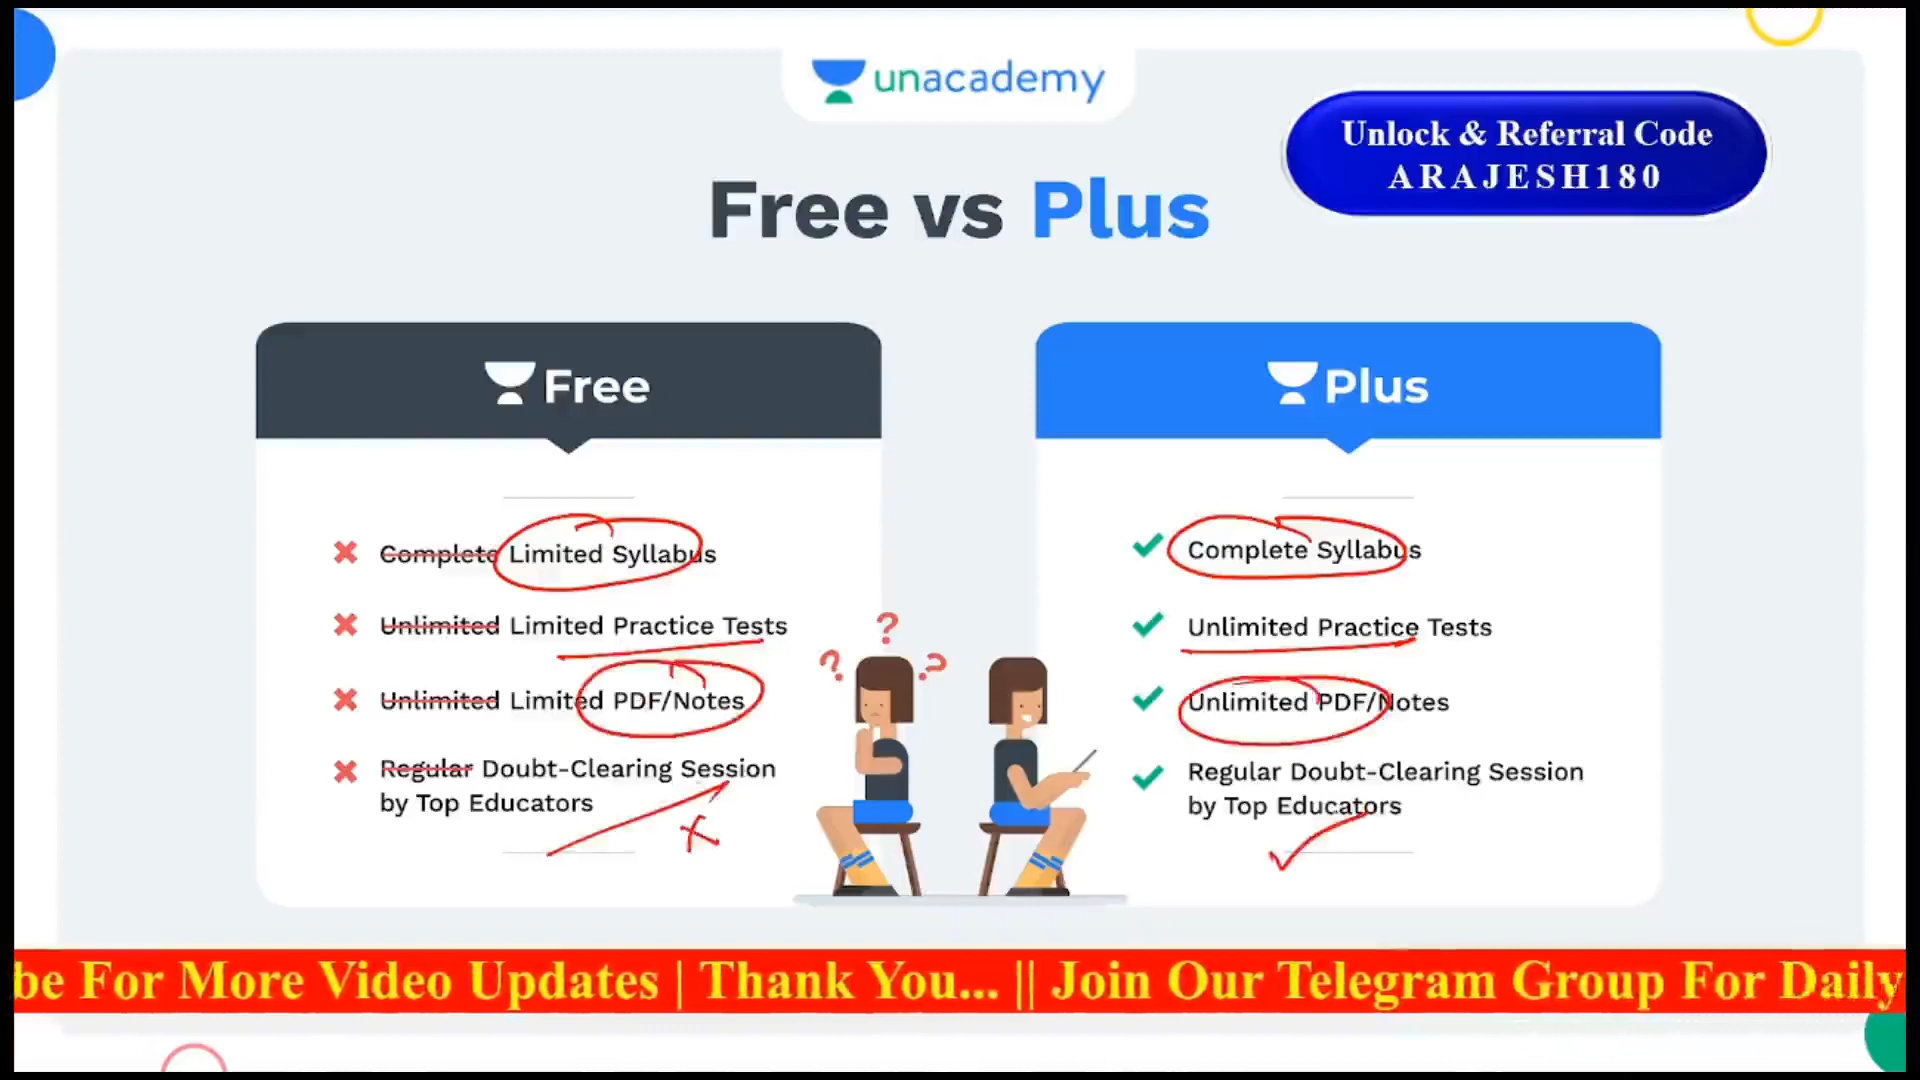 unacademy
Unlock & Referral Code
ARAJESH180
Free vs Plus
Free
Complete Limited Syllabus
Unlimited Limited Practice Tests
Unlimited Limited PDF/Notes
Regular Doubt-Clearing Session
by Top Educators
Plus
Complete Syllabus
Unlimited Practice Tests
Unlimited PDF/Notes
Regular Doubt-Clearing Session
by Top Educators
? ? ?
be For More Video Updates | Thank You... || Join Our Telegram Group For Daily